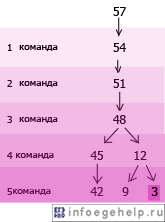 57
1 команда 54
2 команда 51
3 команда 48
4 команда 45 12
5команда 42 9 3
infoegehelp.ru